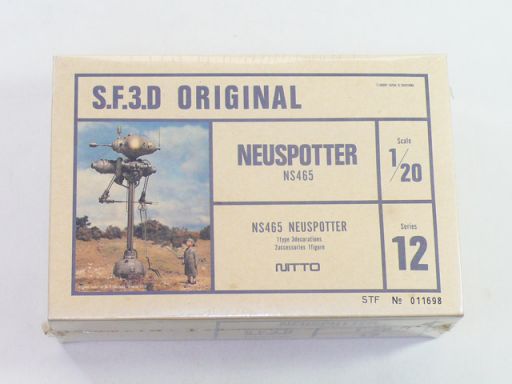 S.F.3.D ORIGINAL
NEUSPOTTER
NS465
Scale
1/20
NS465 NEUSPOTTER
1type 3decorations
2accessories 1figure
NITTO
Series
12
STF № 011698